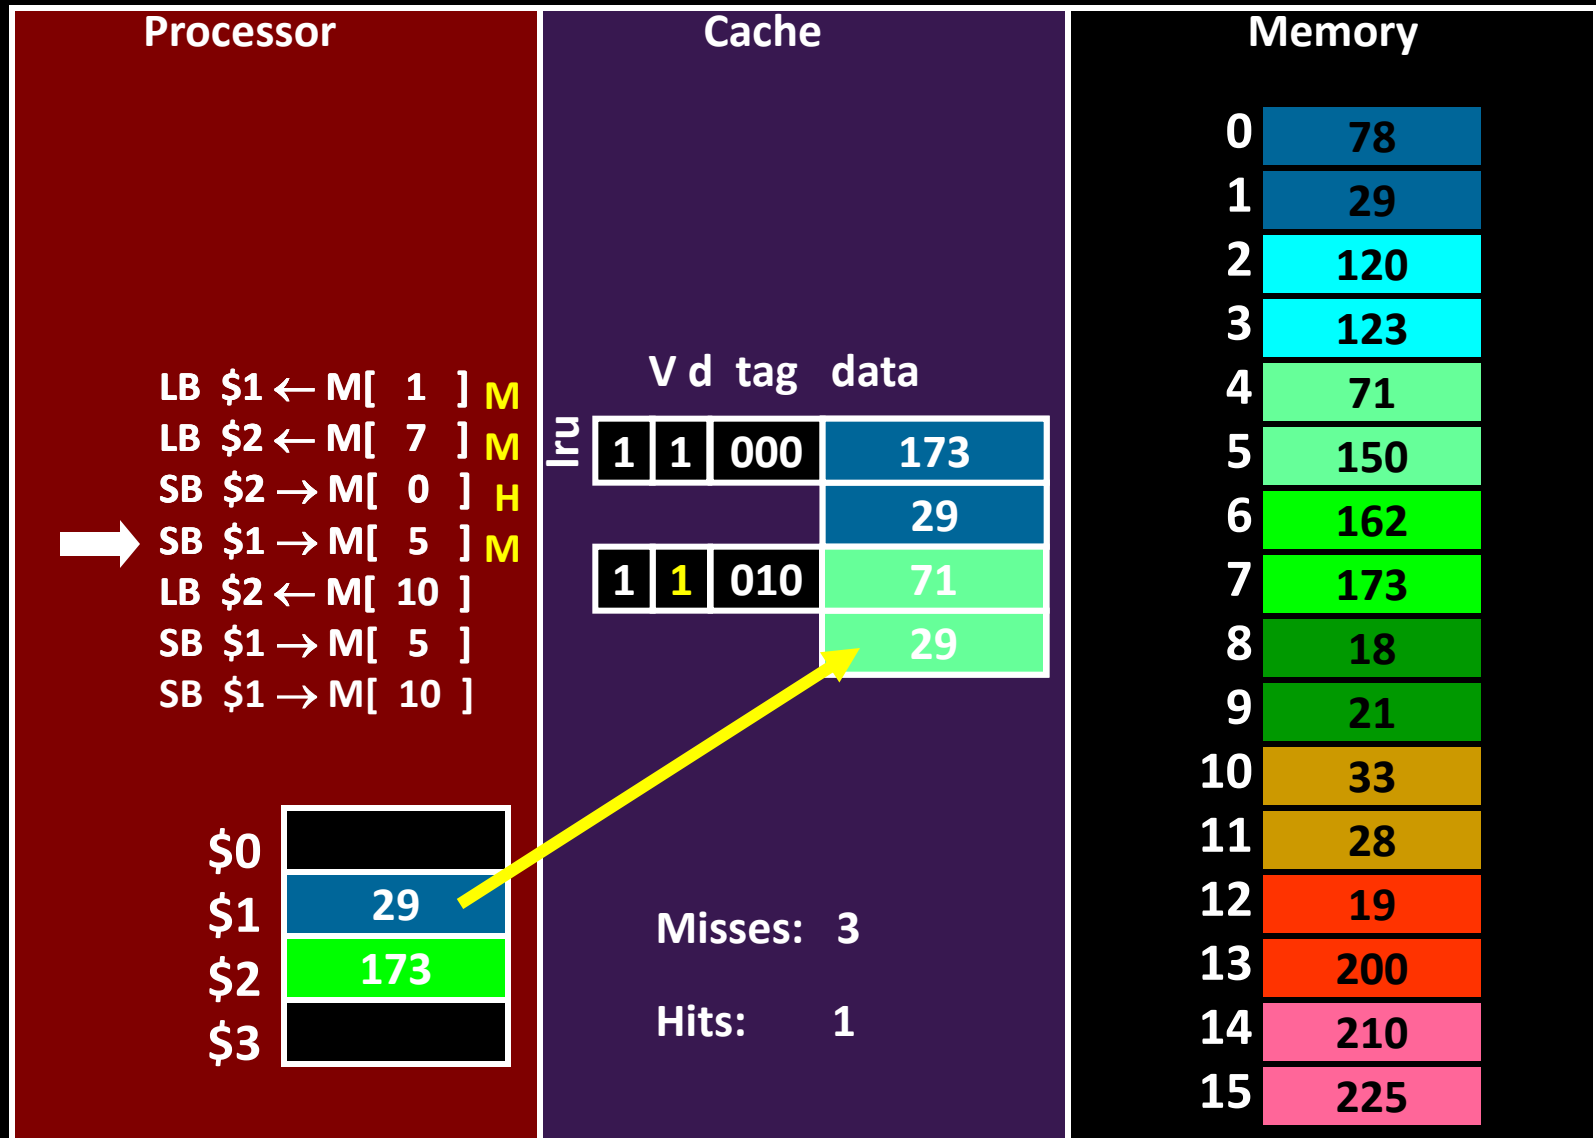 Processor
LB $1 ← M[ 1 ] M
LB $2 ← M[ 7 ] M
SB $2 → M[ 0 ] H
SB $1 → M[ 5 ] M
LB $2 ← M[ 10 ]
SB $1 → M[ 5 ]
SB $1 → M[ 10 ]
$0
$1 29
$2 173
$3
Cache
V d tag data
lru 1 1 000 173
29
1 1 010 71
29
Misses: 3
Hits: 1
Memory
0 78
1 29
2 120
3 123
4 71
5 150
6 162
7 173
8 18
9 21
10 33
11 28
12 19
13 200
14 210
15 225